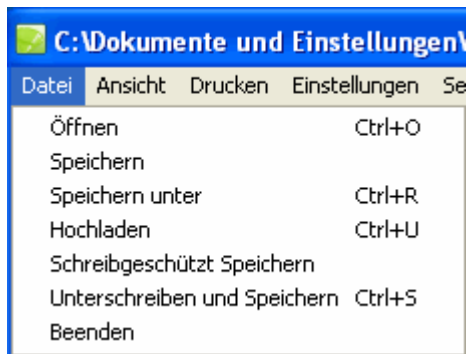 C:\Dokumente und Einstellungen\
Datei Ansicht Drucken Einstellungen Se
Öffnen Ctrl+O
Speichern
Speichern unter Ctrl+R
Hochladen Ctrl+U
Schreibgeschützt Speichern
Unterschreiben und Speichern Ctrl+S
Beenden